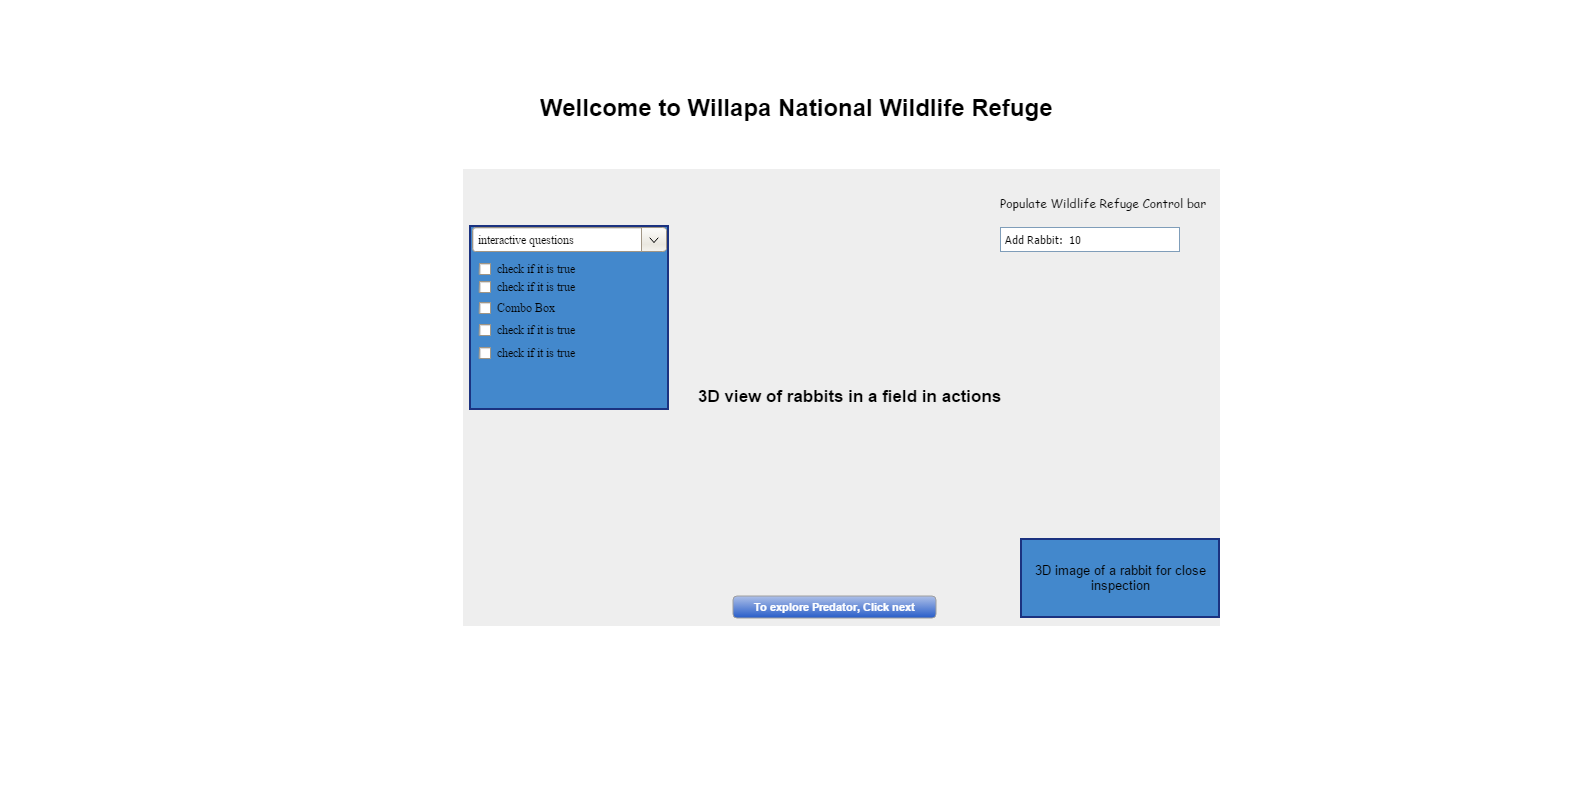 Wellcome to Willapa National Wildlife Refuge
Populate Wildlife Refuge Control bar
interactive questions
Add Rabbit:  10
check if it is true
check if it is true
Combo Box
check if it is true
check if it is true
3D view of rabbits in a field in actions
3D image of a rabbit for close
inspection
To explore Predator, Click next